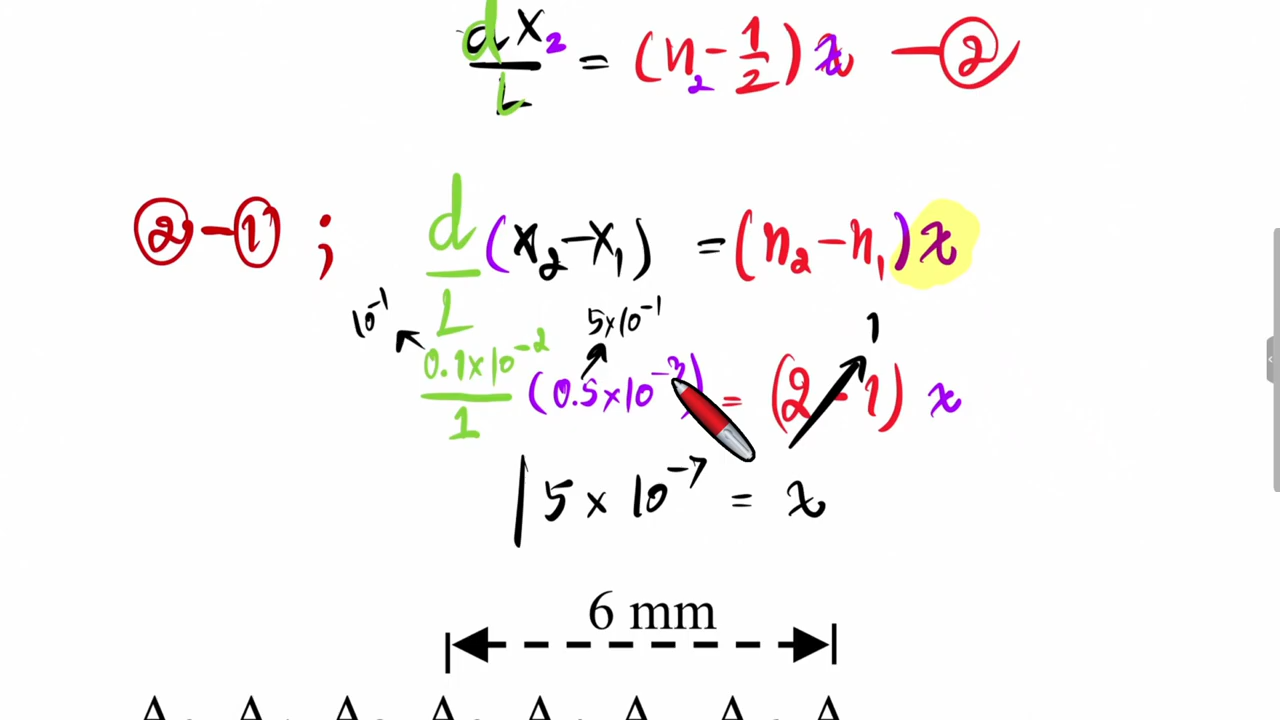 dx₂/L = (n₂ - 1/2) λ — ②
② - ① ; d/L (x₂ - x₁) = (n₂ - n₁) λ
10⁻¹ 5×10⁻¹ 1
0.1×10⁻²/1 (0.5×10⁻³) = (2 - 1) λ
5 × 10⁻⁷ = λ
6 mm